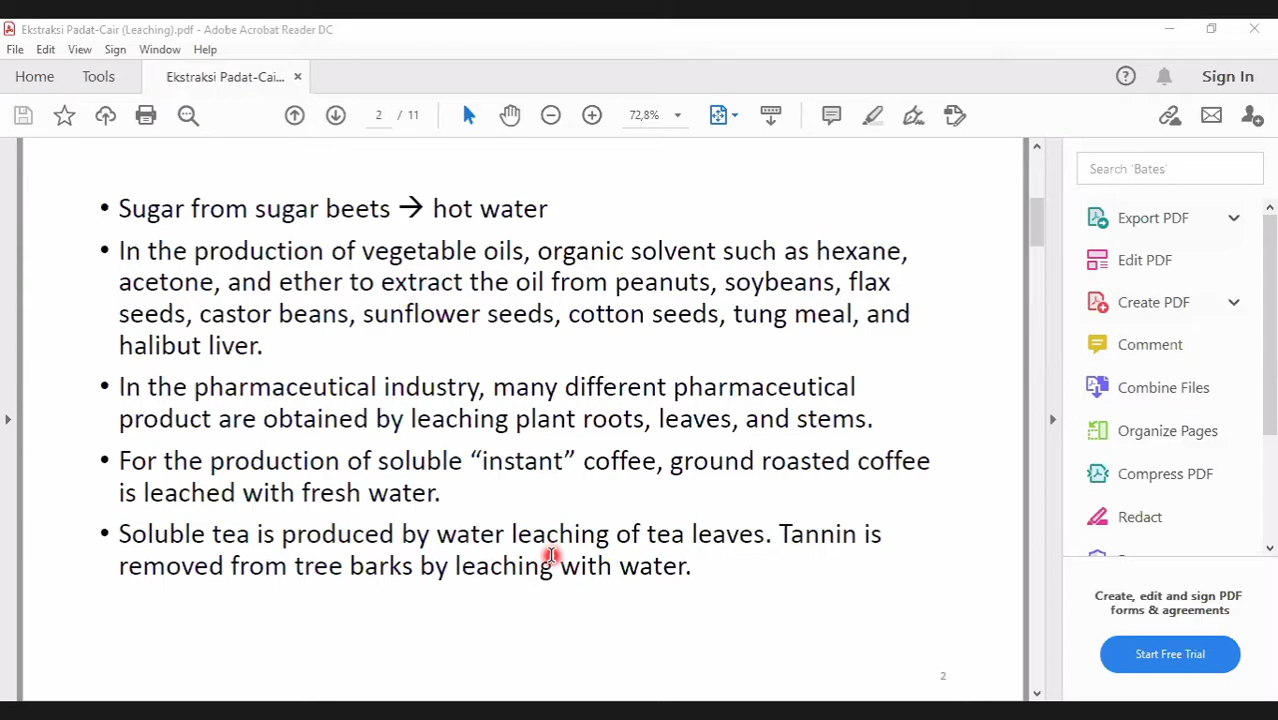 Ekstraksi Padat-Cair (Leaching).pdf - Adobe Acrobat Reader DC
File Edit View Sign Window Help
Home Tools Ekstraksi Padat-Cai... × Sign In
2 / 11 72,8%
• Sugar from sugar beets → hot water
• In the production of vegetable oils, organic solvent such as hexane,
acetone, and ether to extract the oil from peanuts, soybeans, flax
seeds, castor beans, sunflower seeds, cotton seeds, tung meal, and
halibut liver.
• In the pharmaceutical industry, many different pharmaceutical
product are obtained by leaching plant roots, leaves, and stems.
• For the production of soluble “instant” coffee, ground roasted coffee
is leached with fresh water.
• Soluble tea is produced by water leaching of tea leaves. Tannin is
removed from tree barks by leaching with water.
2
Search 'Bates'
Export PDF
Edit PDF
Create PDF
Comment
Combine Files
Organize Pages
Compress PDF
Redact
Create, edit and sign PDF
forms & agreements
Start Free Trial